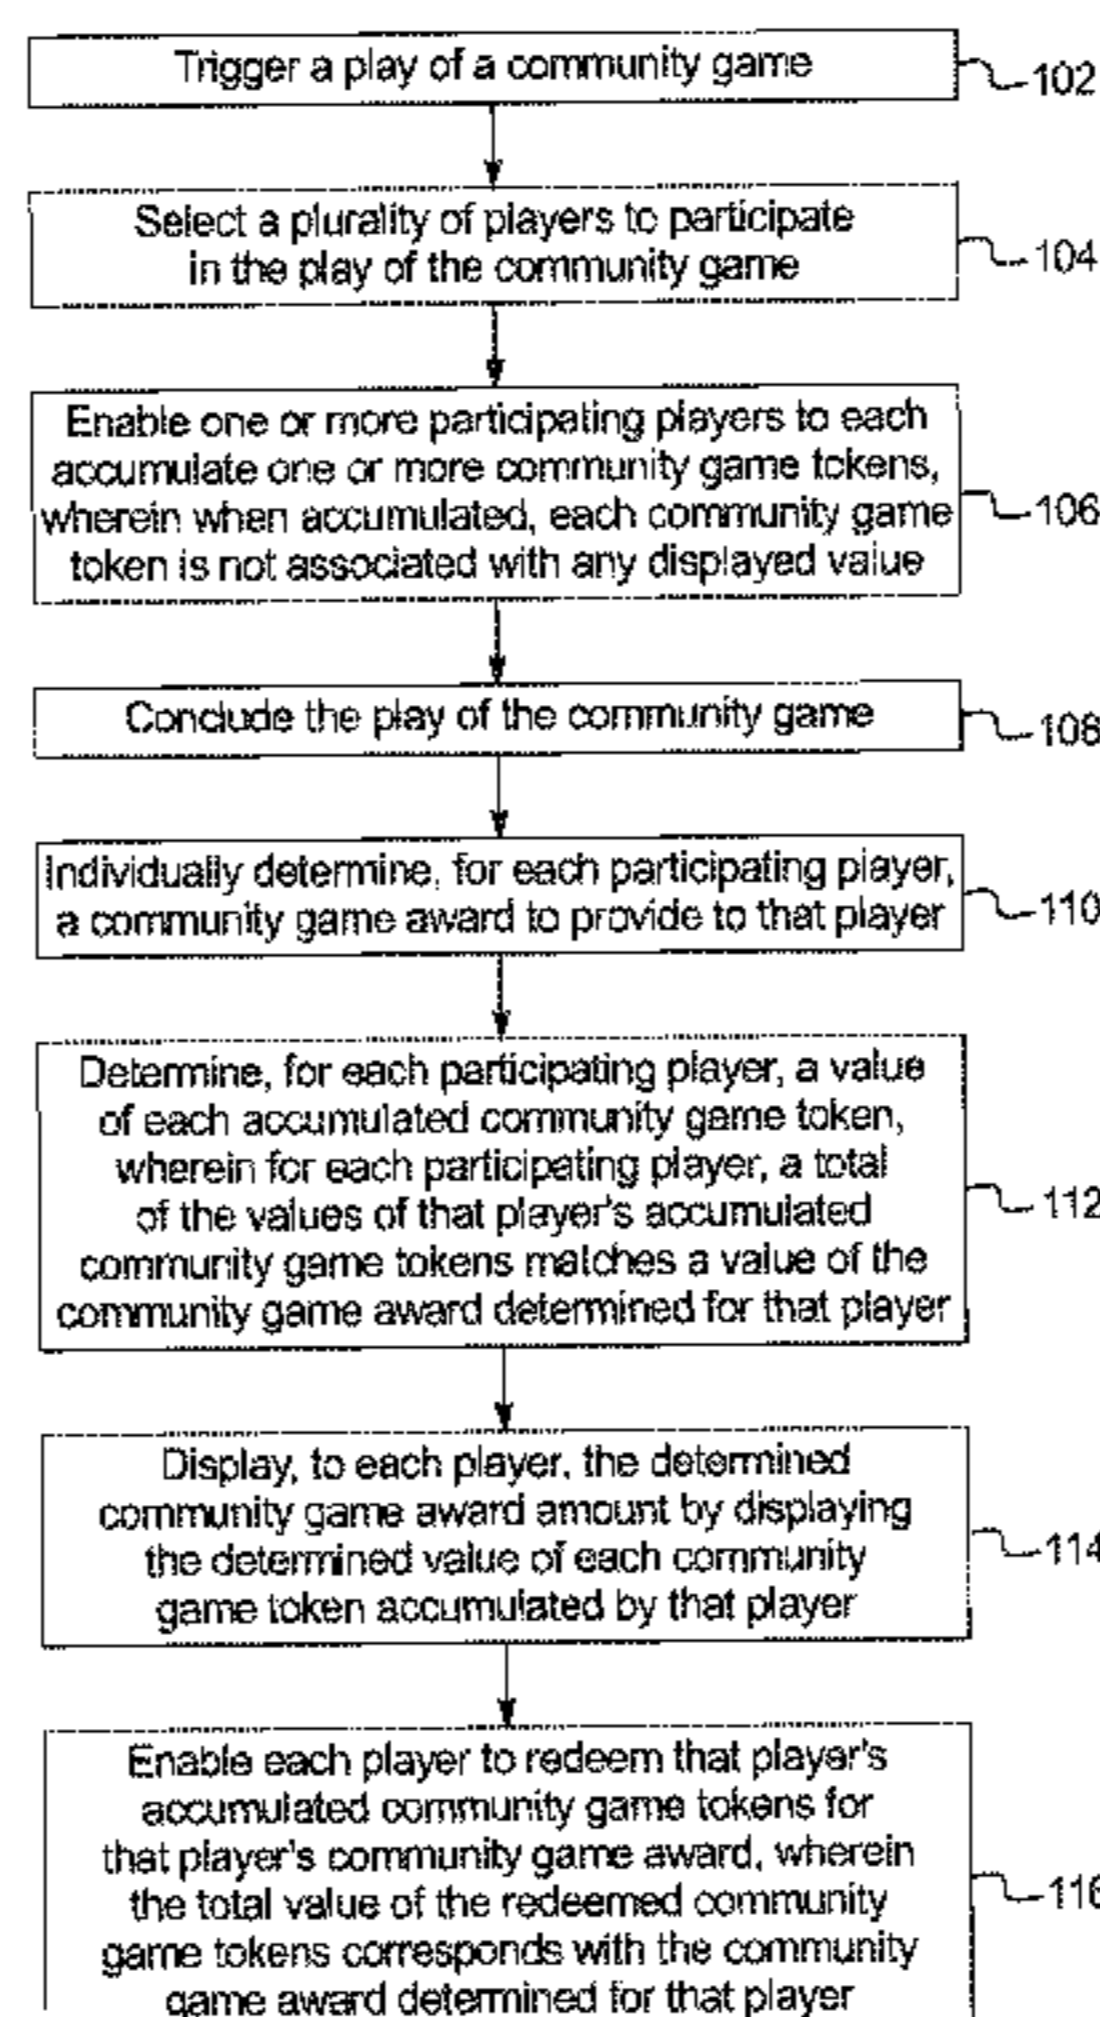 Trigger a play of a community game
102
Select a plurality of players to participate
in the play of the community game
104
Enable one or more participating players to each
accumulate one or more community game tokens,
wherein when accumulated, each community game
token is not associated with any displayed value
106
Conclude the play of the community game
108
Individually determine, for each participating player,
a community game award to provide to that player
110
Determine, for each participating player, a value
of each accumulated community game token,
wherein for each participating player, a total
of the values of that player's accumulated
community game tokens matches a value of the
community game award determined for that player
112
Display, to each player, the determined
community game award amount by displaying
the determined value of each community
game token accumulated by that player
114
Enable each player to redeem that player's
accumulated community game tokens for
that player's community game award, wherein
the total value of the redeemed community
game tokens corresponds with the community
game award determined for that player
116